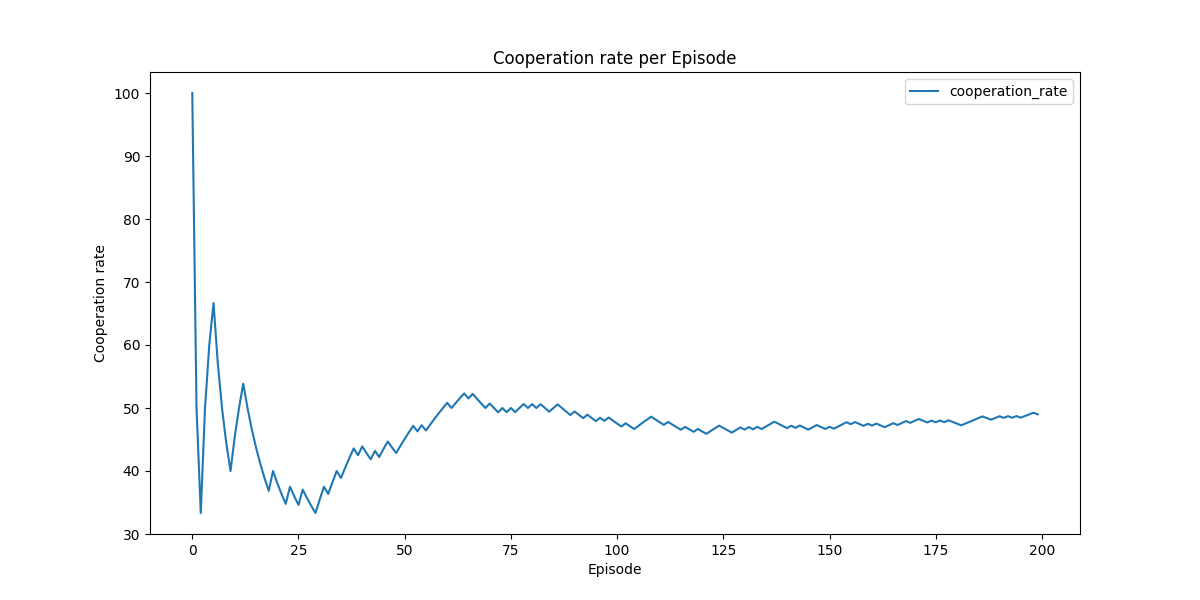 Cooperation rate per Episode
cooperation_rate
100
90
80
70
60
50
40
30
Cooperation rate
0 25 50 75 100 125 150 175 200
Episode